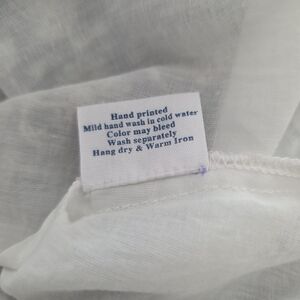 Hand printed
Mild hand wash in cold water
Color may bleed
Wash separately
Hang dry & Warm Iron